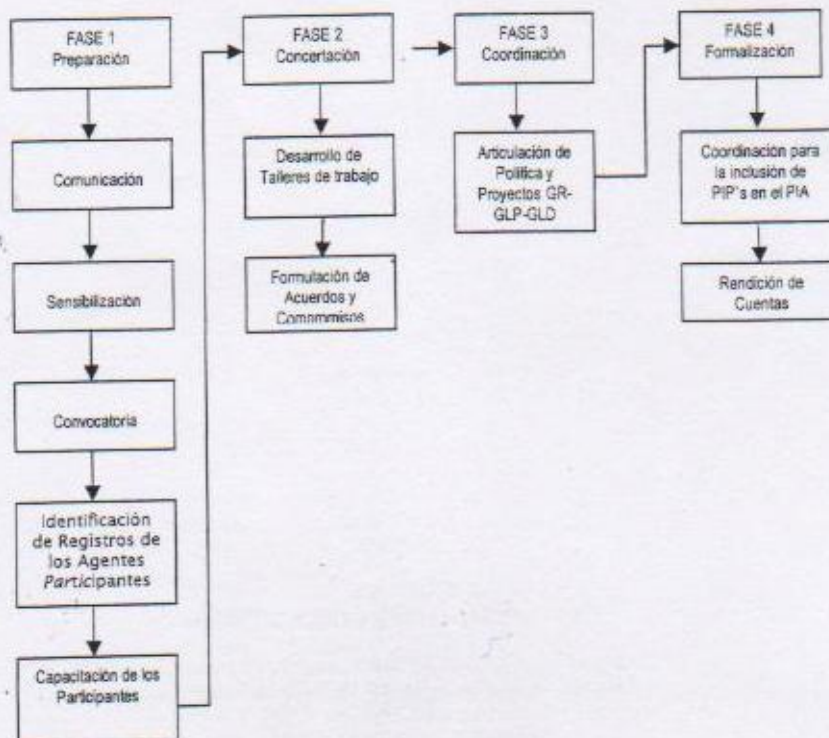 FASE 1
Preparación
Comunicación
Sensibilización
Convocatoria
Identificación
de Registros de
los Agentes
Participantes
Capacitación de los
Participantes
FASE 2
Concertación
Desarrollo de
Talleres de trabajo
Formulación de
Acuerdos y
Compromisos
FASE 3
Coordinación
Articulación de
Política y
Proyectos GR-
GLP-GLD
FASE 4
Formalización
Coordinación para
la inclusión de
PIP's en el PIA
Rendición de
Cuentas